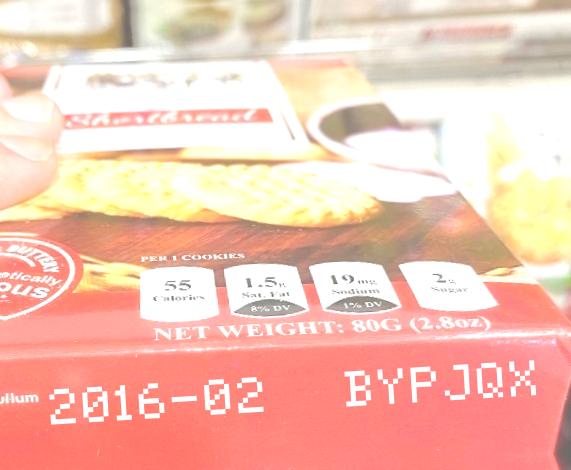 Shortbread
BUTTERY
PER 1 COOKIES
55
Calories
1.5g
Sat. Fat
8% DV
19mg
Sodium
1% DV
2g
Sugar
NET WEIGHT: 80G (2.8oz)
2016-02 BYPJQX